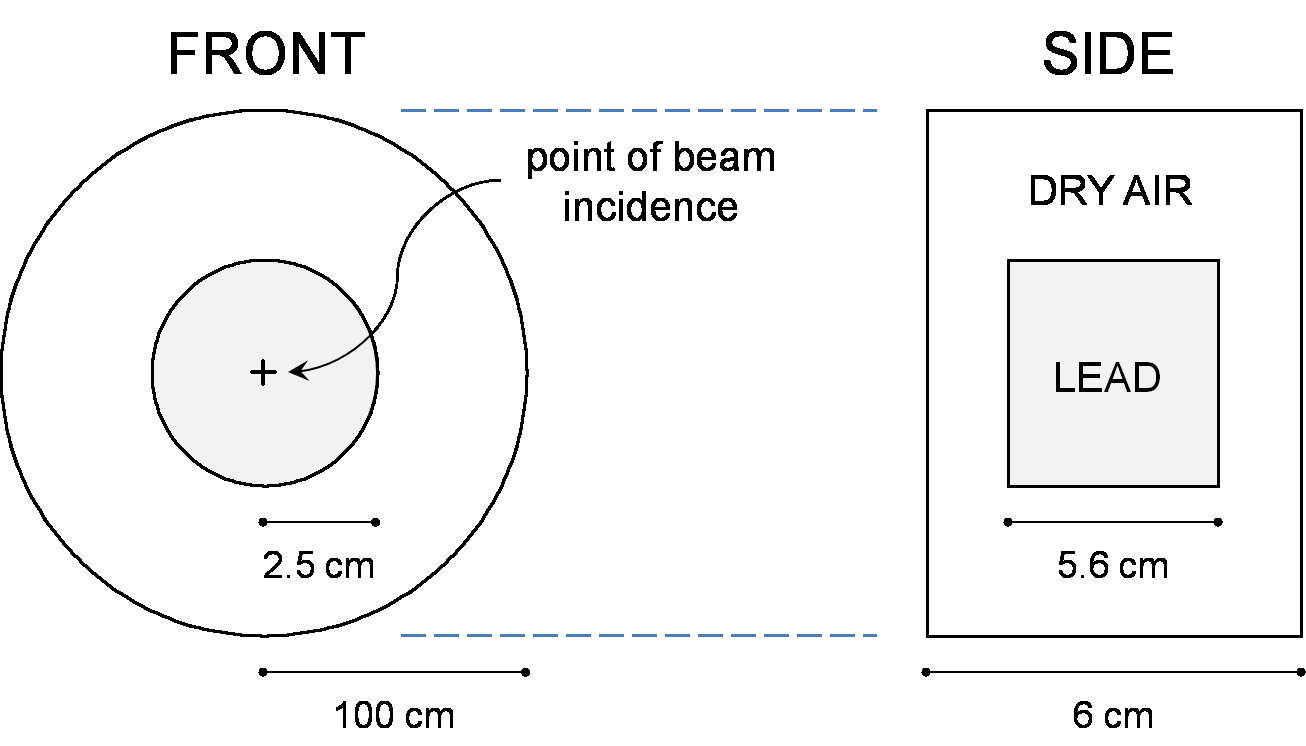 FRONT
SIDE
point of beam
incidence
DRY AIR
LEAD
2.5 cm
5.6 cm
100 cm
6 cm